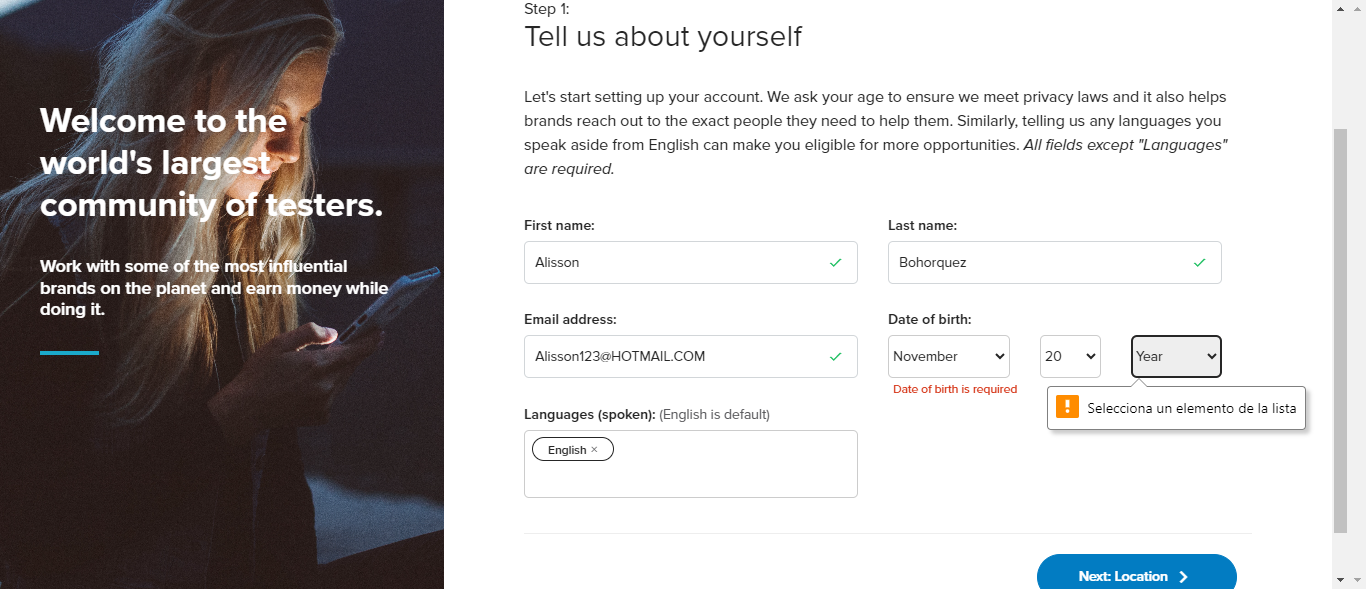 Welcome to the
world's largest
community of testers.
Work with some of the most influential
brands on the planet and earn money while
doing it.
Step 1:
Tell us about yourself
Let's start setting up your account. We ask your age to ensure we meet privacy laws and it also helps
brands reach out to the exact people they need to help them. Similarly, telling us any languages you
speak aside from English can make you eligible for more opportunities. All fields except "Languages"
are required.
First name:
Last name:
Alisson
Bohorquez
Email address:
Date of birth:
Alisson123@HOTMAIL.COM
November 20 Year
Date of birth is required
Selecciona un elemento de la lista
Languages (spoken): (English is default)
English ×
Next: Location